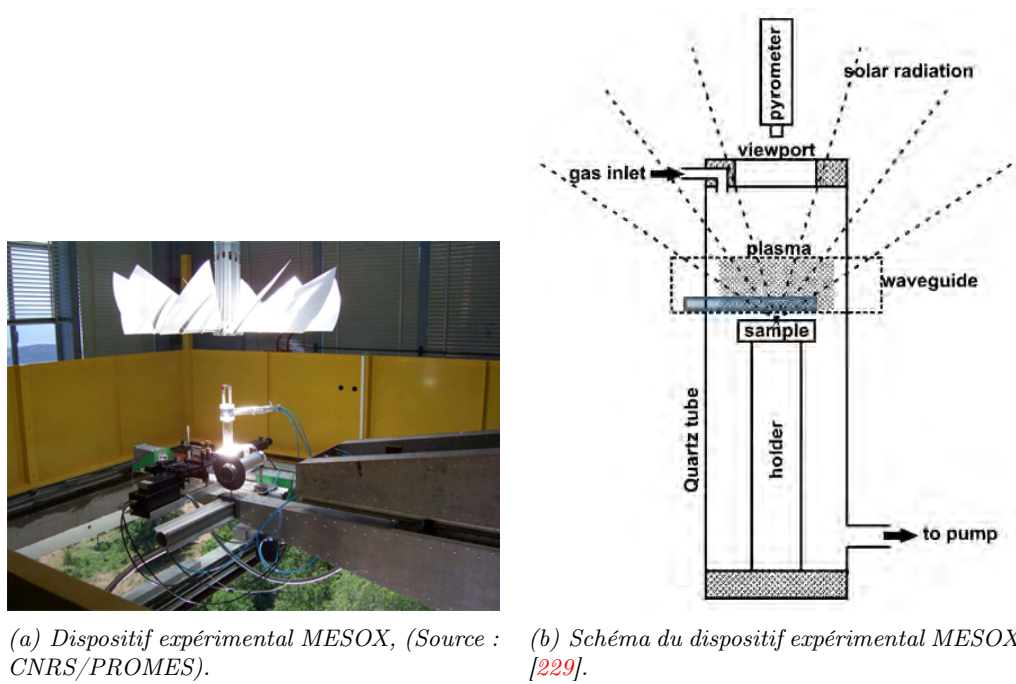 pyrometer
solar radiation
viewport
gas inlet
plasma
waveguide
sample
Quartz tube
holder
to pump
(a) Dispositif expérimental MESOX, (Source :
CNRS/PROMES).
(b) Schéma du dispositif expérimental MESOX
[229].